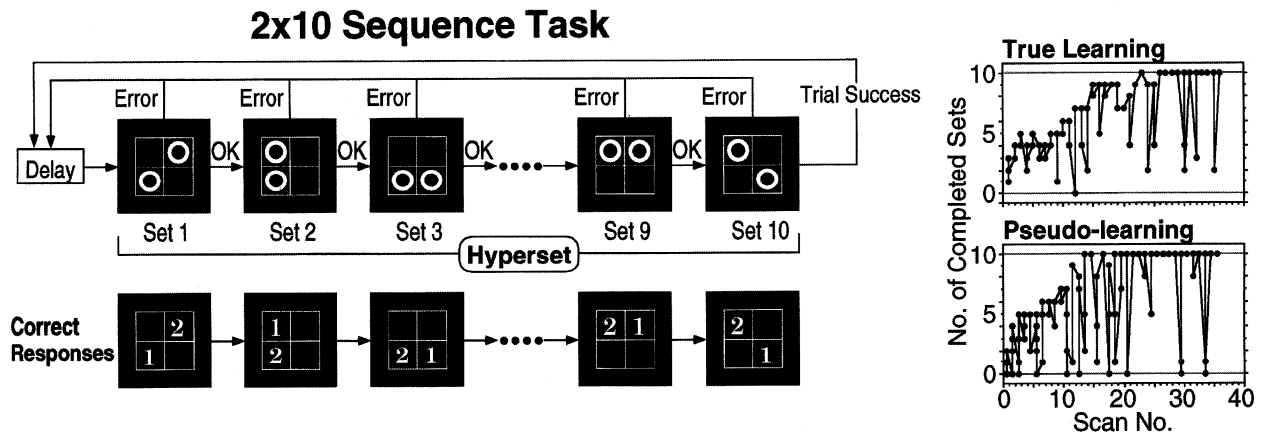 2x10 Sequence Task
Error Error Error Error Error
Trial Success
Delay
OK OK OK OK
Set 1 Set 2 Set 3 Set 9 Set 10
Hyperset
Correct
Responses
2
1
1
2
2 1
2 1
2
1
True Learning
10
5
0
Pseudo-learning
10
5
0
No. of Completed Sets
0 10 20 30 40
Scan No.